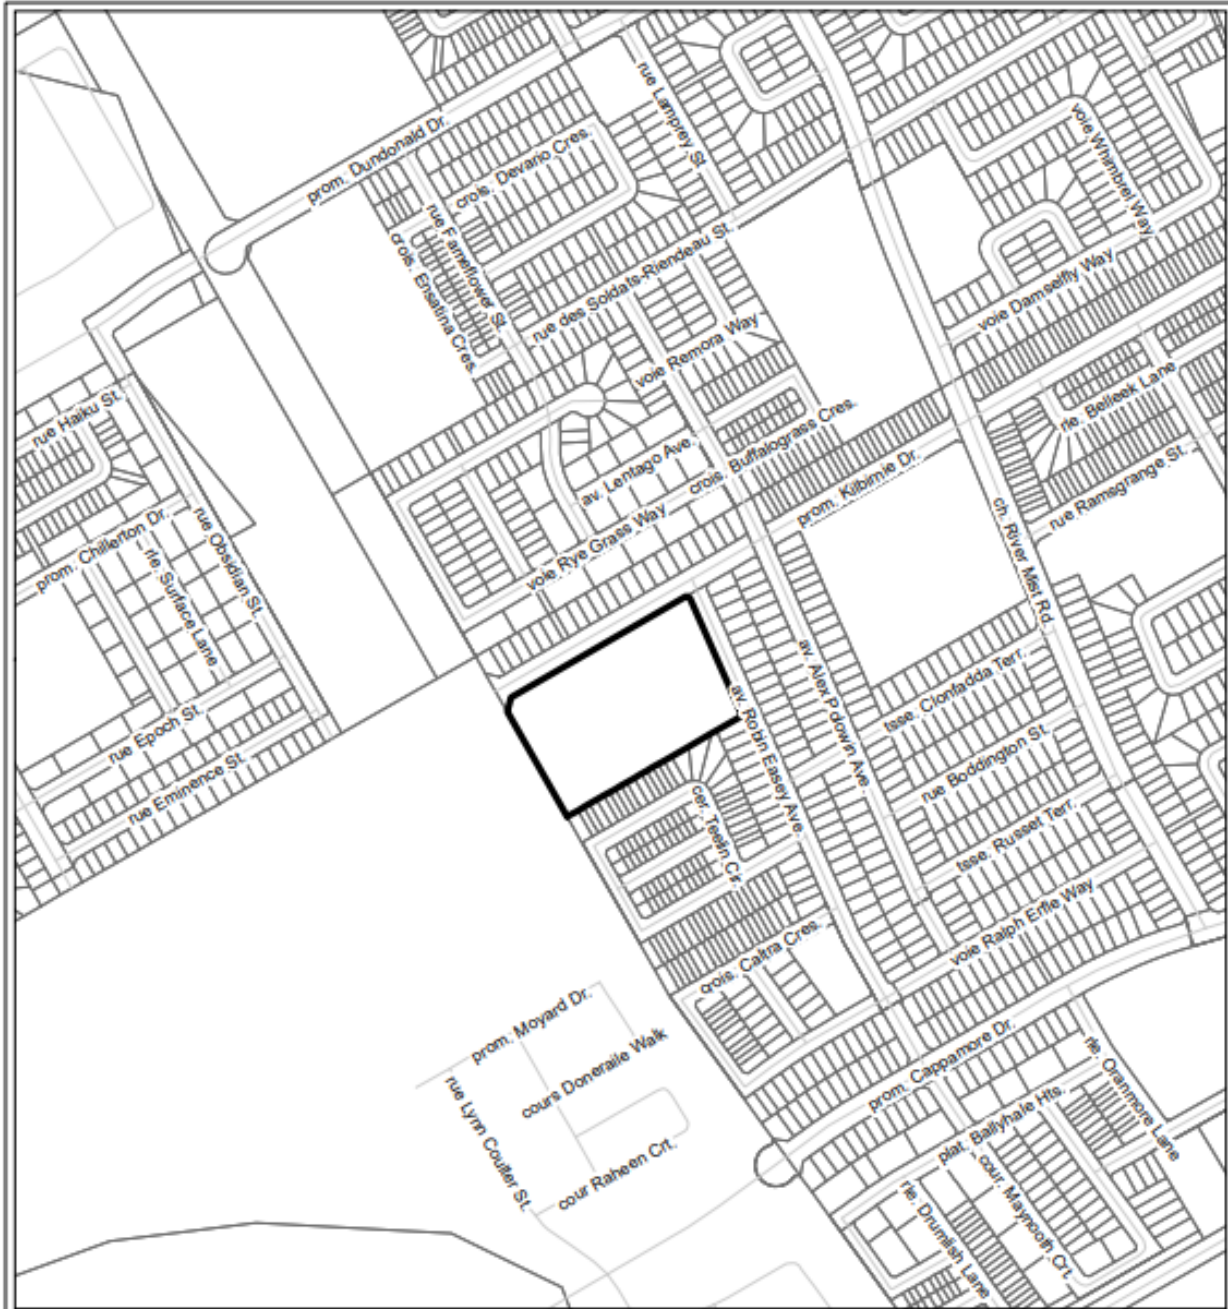 rue Lamprey St.
voie Whimbrel Way
prom. Dundonald Dr.
crois. Devario Cres.
rue Fameflower St.
crois. Ensatina Cres.
rue des Soldats-Riendeau St.
voie Damselfly Way
voie Remora Way
rle. Belleek Lane
rue Haiku St.
crois. Buffalograss Cres.
av. Lentago Ave.
prom. Kilbirnie Dr.
rue Ramsgrange St.
voie Rye Grass Way
ch. River Mist Rd.
prom. Chillerton Dr.
rue Obsidian St.
rle. Surface Lane
av. Alex Polowin Ave.
tsse. Clonfadda Terr.
av. Robin Easey Ave.
rue Epoch St.
rue Boddington St.
rue Eminence St.
cer. Teelin Cir.
tsse. Russet Terr.
voie Ralph Erfle Way
crois. Caltra Cres.
prom. Moyard Dr.
cours Doneraile Walk
prom. Cappamore Dr.
rle. Oranmore Lane
rue Lynn Coulter St.
plat. Ballyhale Hts.
cour Raheen Crt.
cour. Maynooth Crt.
rle. Drumlish Lane